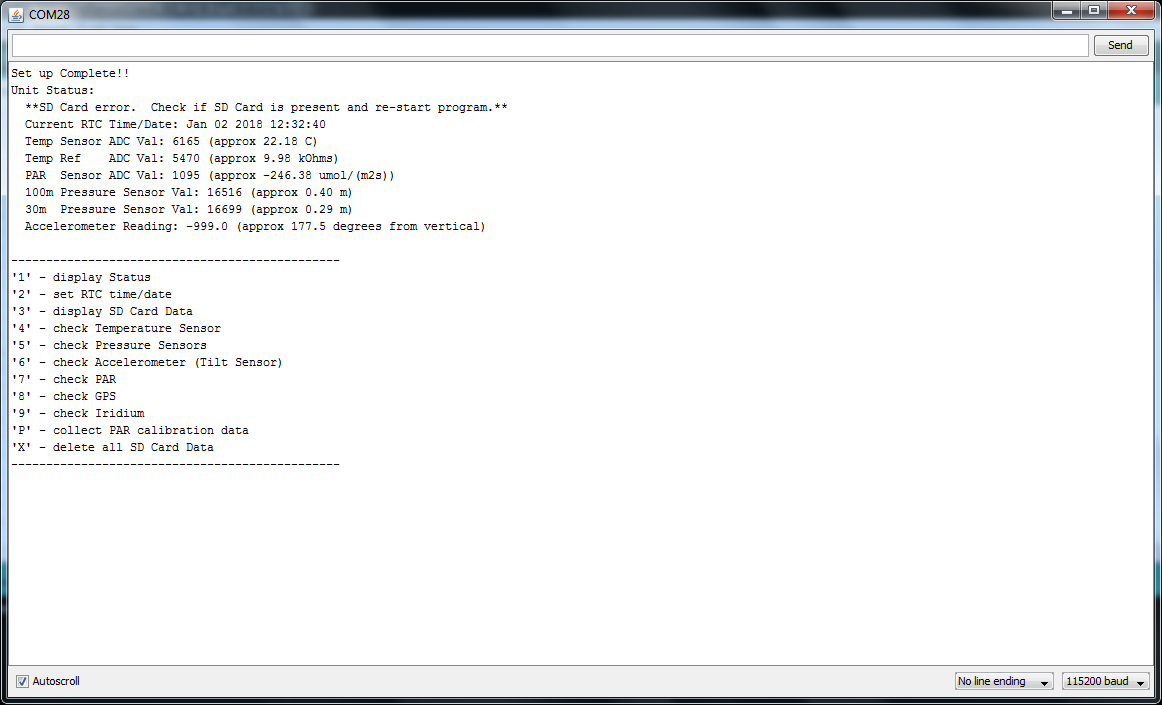 COM28
Send
Set up Complete!!
Unit Status:
**SD Card error.  Check if SD Card is present and re-start program.**
Current RTC Time/Date: Jan 02 2018 12:32:40
Temp Sensor ADC Val: 6165 (approx 22.18 C)
Temp Ref    ADC Val: 5470 (approx 9.98 kOhms)
PAR  Sensor ADC Val: 1095 (approx -246.38 umol/(m2s))
100m Pressure Sensor Val: 16516 (approx 0.40 m)
30m  Pressure Sensor Val: 16699 (approx 0.29 m)
Accelerometer Reading: -999.0 (approx 177.5 degrees from vertical)
-----------------------------------------------
'1' - display Status
'2' - set RTC time/date
'3' - display SD Card Data
'4' - check Temperature Sensor
'5' - check Pressure Sensors
'6' - check Accelerometer (Tilt Sensor)
'7' - check PAR
'8' - check GPS
'9' - check Iridium
'P' - collect PAR calibration data
'X' - delete all SD Card Data
-----------------------------------------------
Autoscroll
No line ending
115200 baud